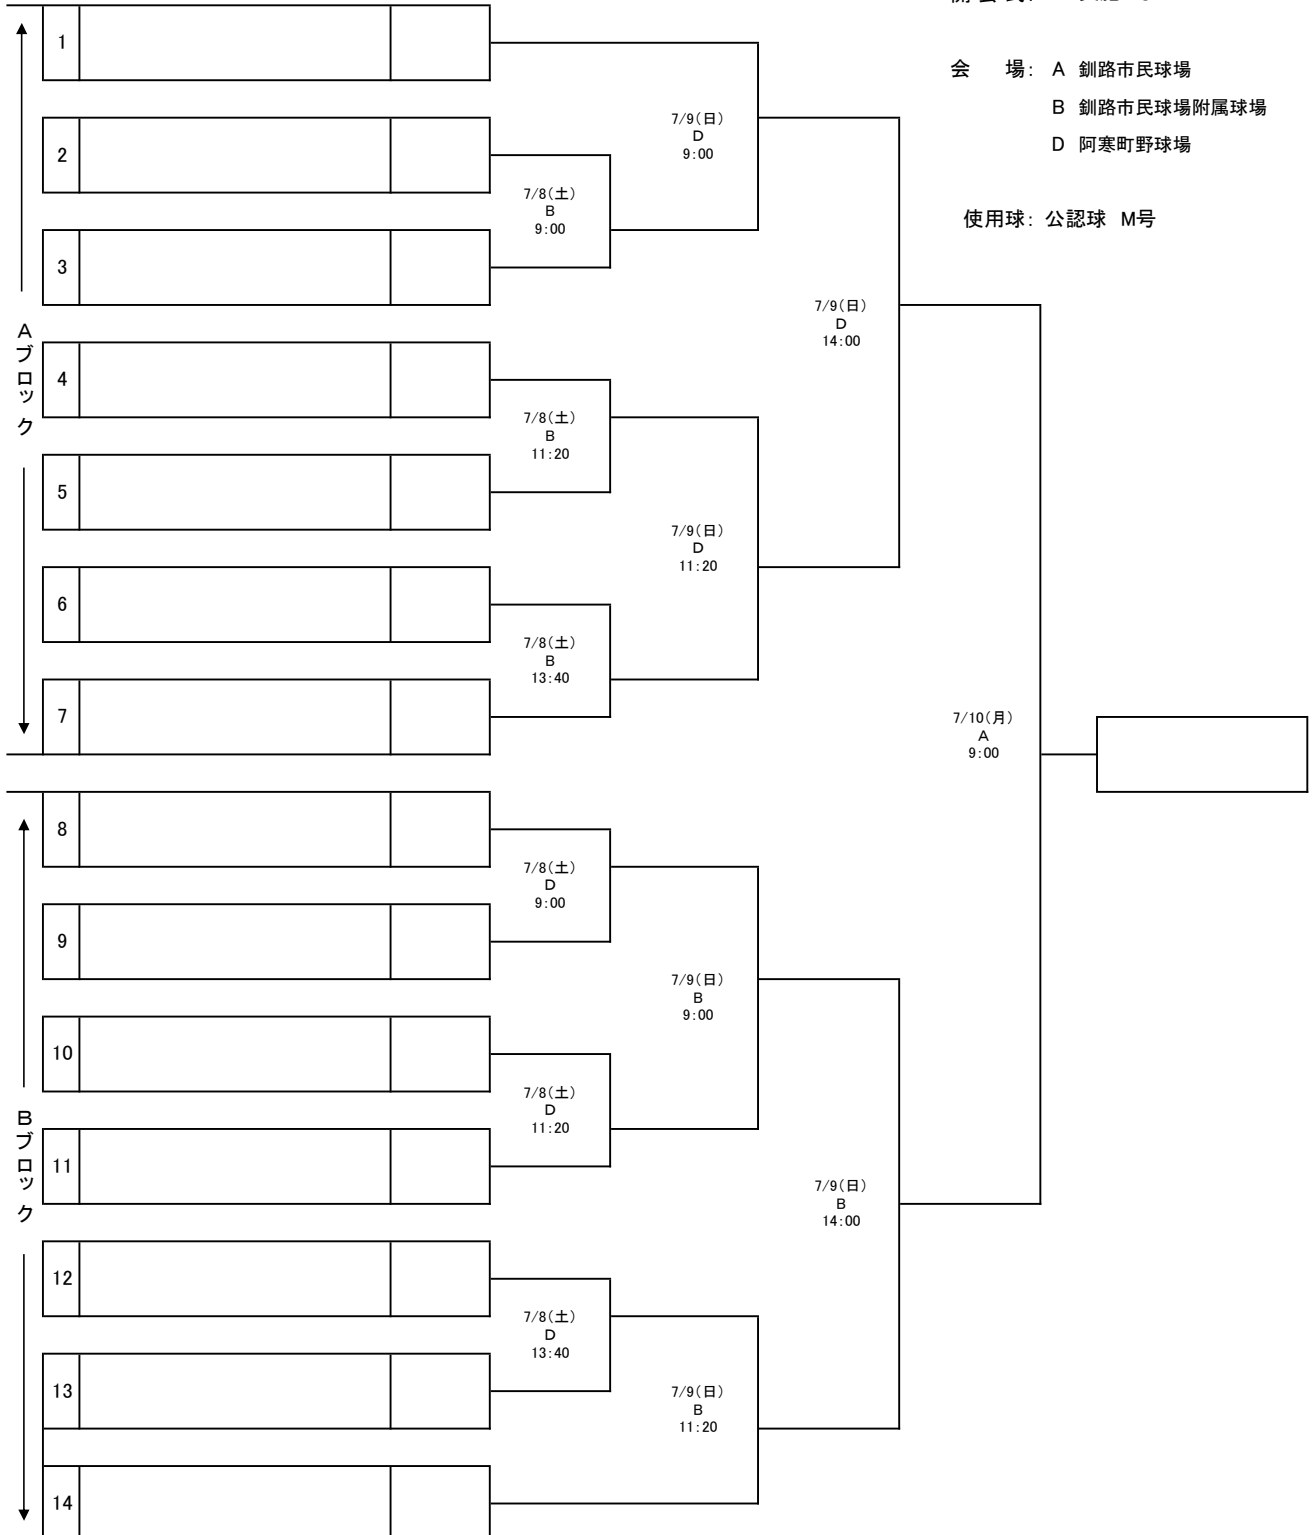 会　場: A 釧路市民球場
B 釧路市民球場附属球場
D 阿寒町野球場
使用球: 公認球 M号
Aブロック
1
2
3
4
5
6
7
7/8(土)
B
9:00
7/8(土)
B
11:20
7/8(土)
B
13:40
7/9(日)
D
9:00
7/9(日)
D
11:20
7/9(日)
D
14:00
7/10(月)
A
9:00
Bブロック
8
9
10
11
12
13
14
7/8(土)
D
9:00
7/8(土)
D
11:20
7/8(土)
D
13:40
7/9(日)
B
9:00
7/9(日)
B
11:20
7/9(日)
B
14:00